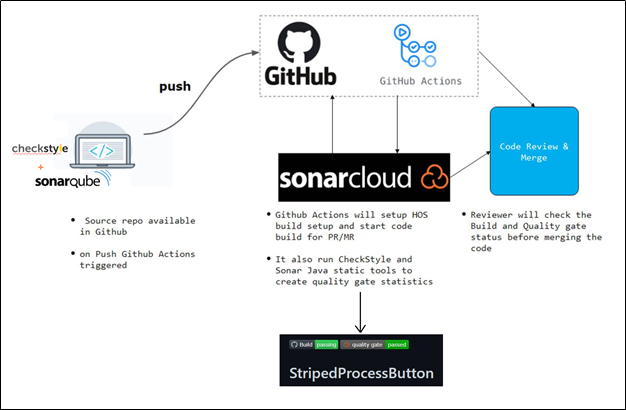 push
GitHub
GitHub Actions
checkstyle
+
sonarqube
sonarcloud
Code Review &
Merge
Source repo available
in Github
on Push Github Actions
triggered
Github Actions will setup HOS
build setup and start code
build for PR/MR
It also run CheckStyle and
Sonar Java static tools to
create quality gate statistics
Reviewer will check the
Build and Quality gate
status before merging the
code
Build passing quality gate passed
StripedProcessButton